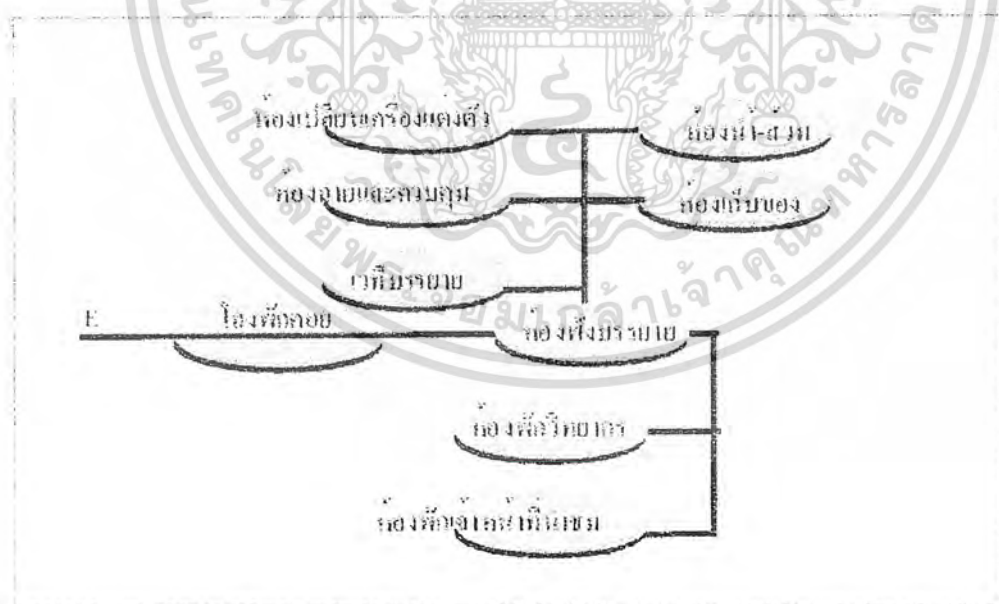 ห้องเปลี่ยนเครื่องแต่งตัว
ห้องน้ำ-ส้วม
ห้องฉายและควบคุม
ห้องเก็บของ
เวทีบรรยาย
E
โถงพักคอย
ห้องฟังบรรยาย
ห้องพักวิทยากร
ห้องพักเจ้าหน้าที่นำชม